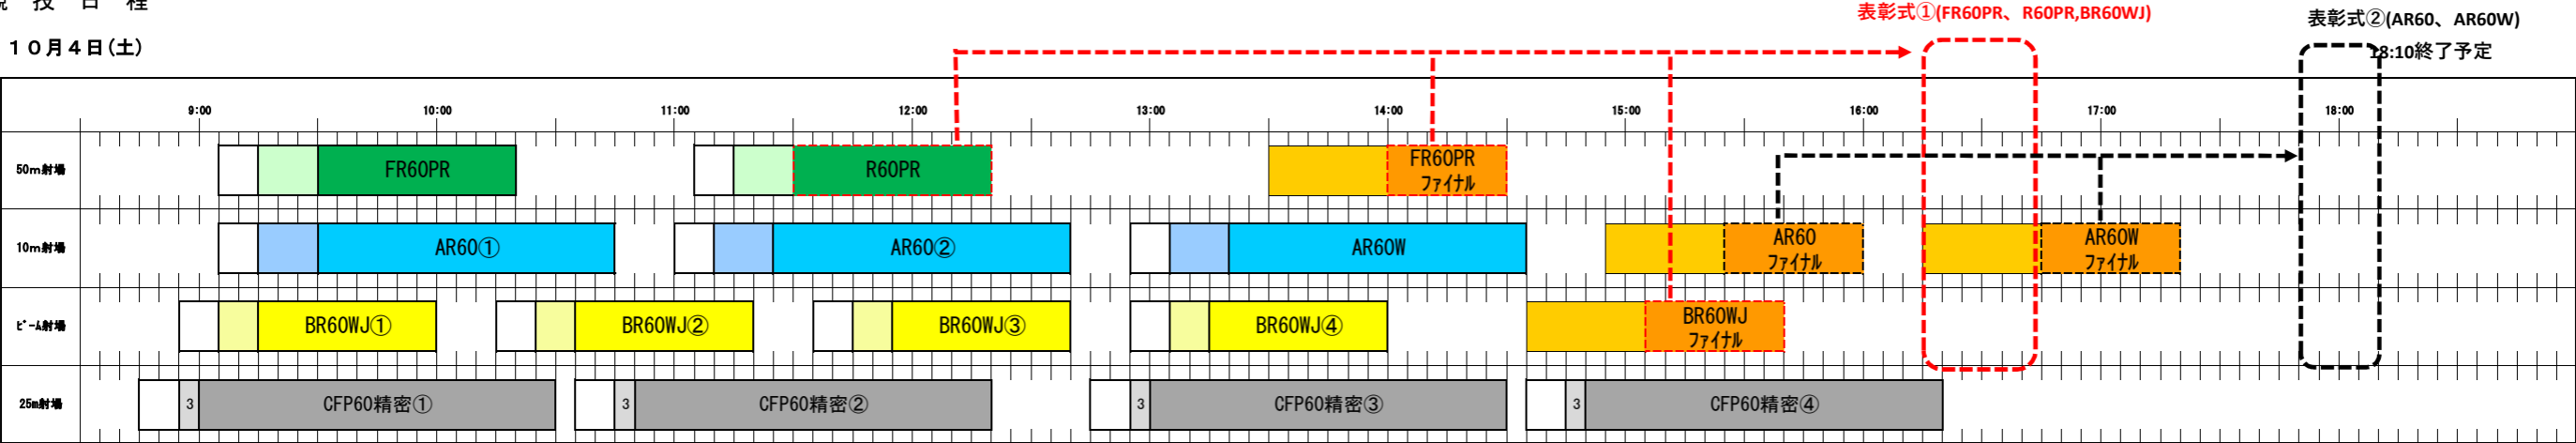 競 技 日 程
表彰式①(FR60PR、R60PR,BR60WJ)
表彰式②(AR60、AR60W)
１０月４日(土)
18:10終了予定
9:00 10:00 11:00 12:00 13:00 14:00 15:00 16:00 17:00 18:00
50m射場
FR60PR
R60PR
FR60PR
ファイナル
10m射場
AR60①
AR60②
AR60W
AR60
ファイナル
AR60W
ファイナル
ビーム射場
BR60WJ①
BR60WJ②
BR60WJ③
BR60WJ④
BR60WJ
ファイナル
25m射場
3
CFP60精密①
3
CFP60精密②
3
CFP60精密③
3
CFP60精密④